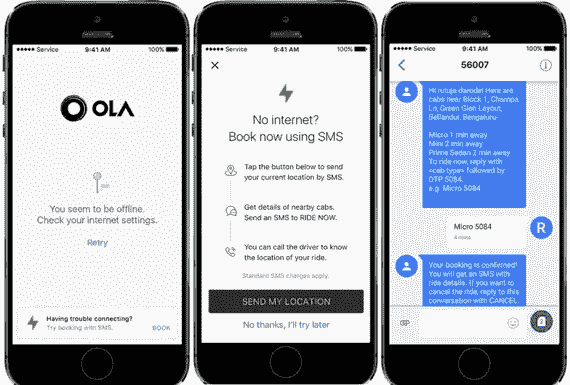 Service 9:41 AM 100%
OLA
You seem to be offline.
Check your internet settings.
Retry
Having trouble connecting?
Try booking with SMS.
BOOK
Service 9:41 AM 100%
No internet?
Book now using SMS
Tap the button below to send
your current location by SMS.
Get details of nearby cabs.
Send an SMS to RIDE NOW.
You can call the driver to know
the location of your ride.
Standard SMS charges apply.
SEND MY LOCATION
No thanks, I'll try later
Service 9:41 AM 100%
56007
Hi rutuja darode! Here are
cabs near Block 1, Champa
Ln, Green Glen Layout,
Bellandur, Bengaluru-
Micro 1 min away
Mini 2 min away
Prime Sedan 2 min away
To ride now, reply with
<cab type> followed by
DTP 5084.
e.g Micro 5084
Micro 5084
4 mins
R
Your booking is confirmed!
You will get an SMS with
ride details. If you want to
cancel the ride, reply to this
conversation with CANCEL.